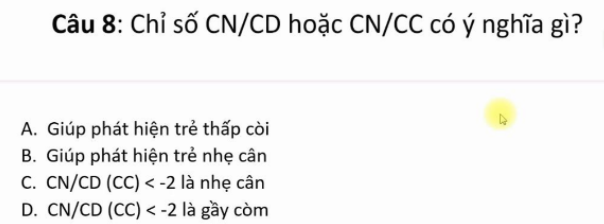 Câu 8: Chỉ số CN/CD hoặc CN/CC có ý nghĩa gì?
A. Giúp phát hiện trẻ thấp còi
B. Giúp phát hiện trẻ nhẹ cân
C. CN/CD (CC) < -2 là nhẹ cân
D. CN/CD (CC) < -2 là gầy còm